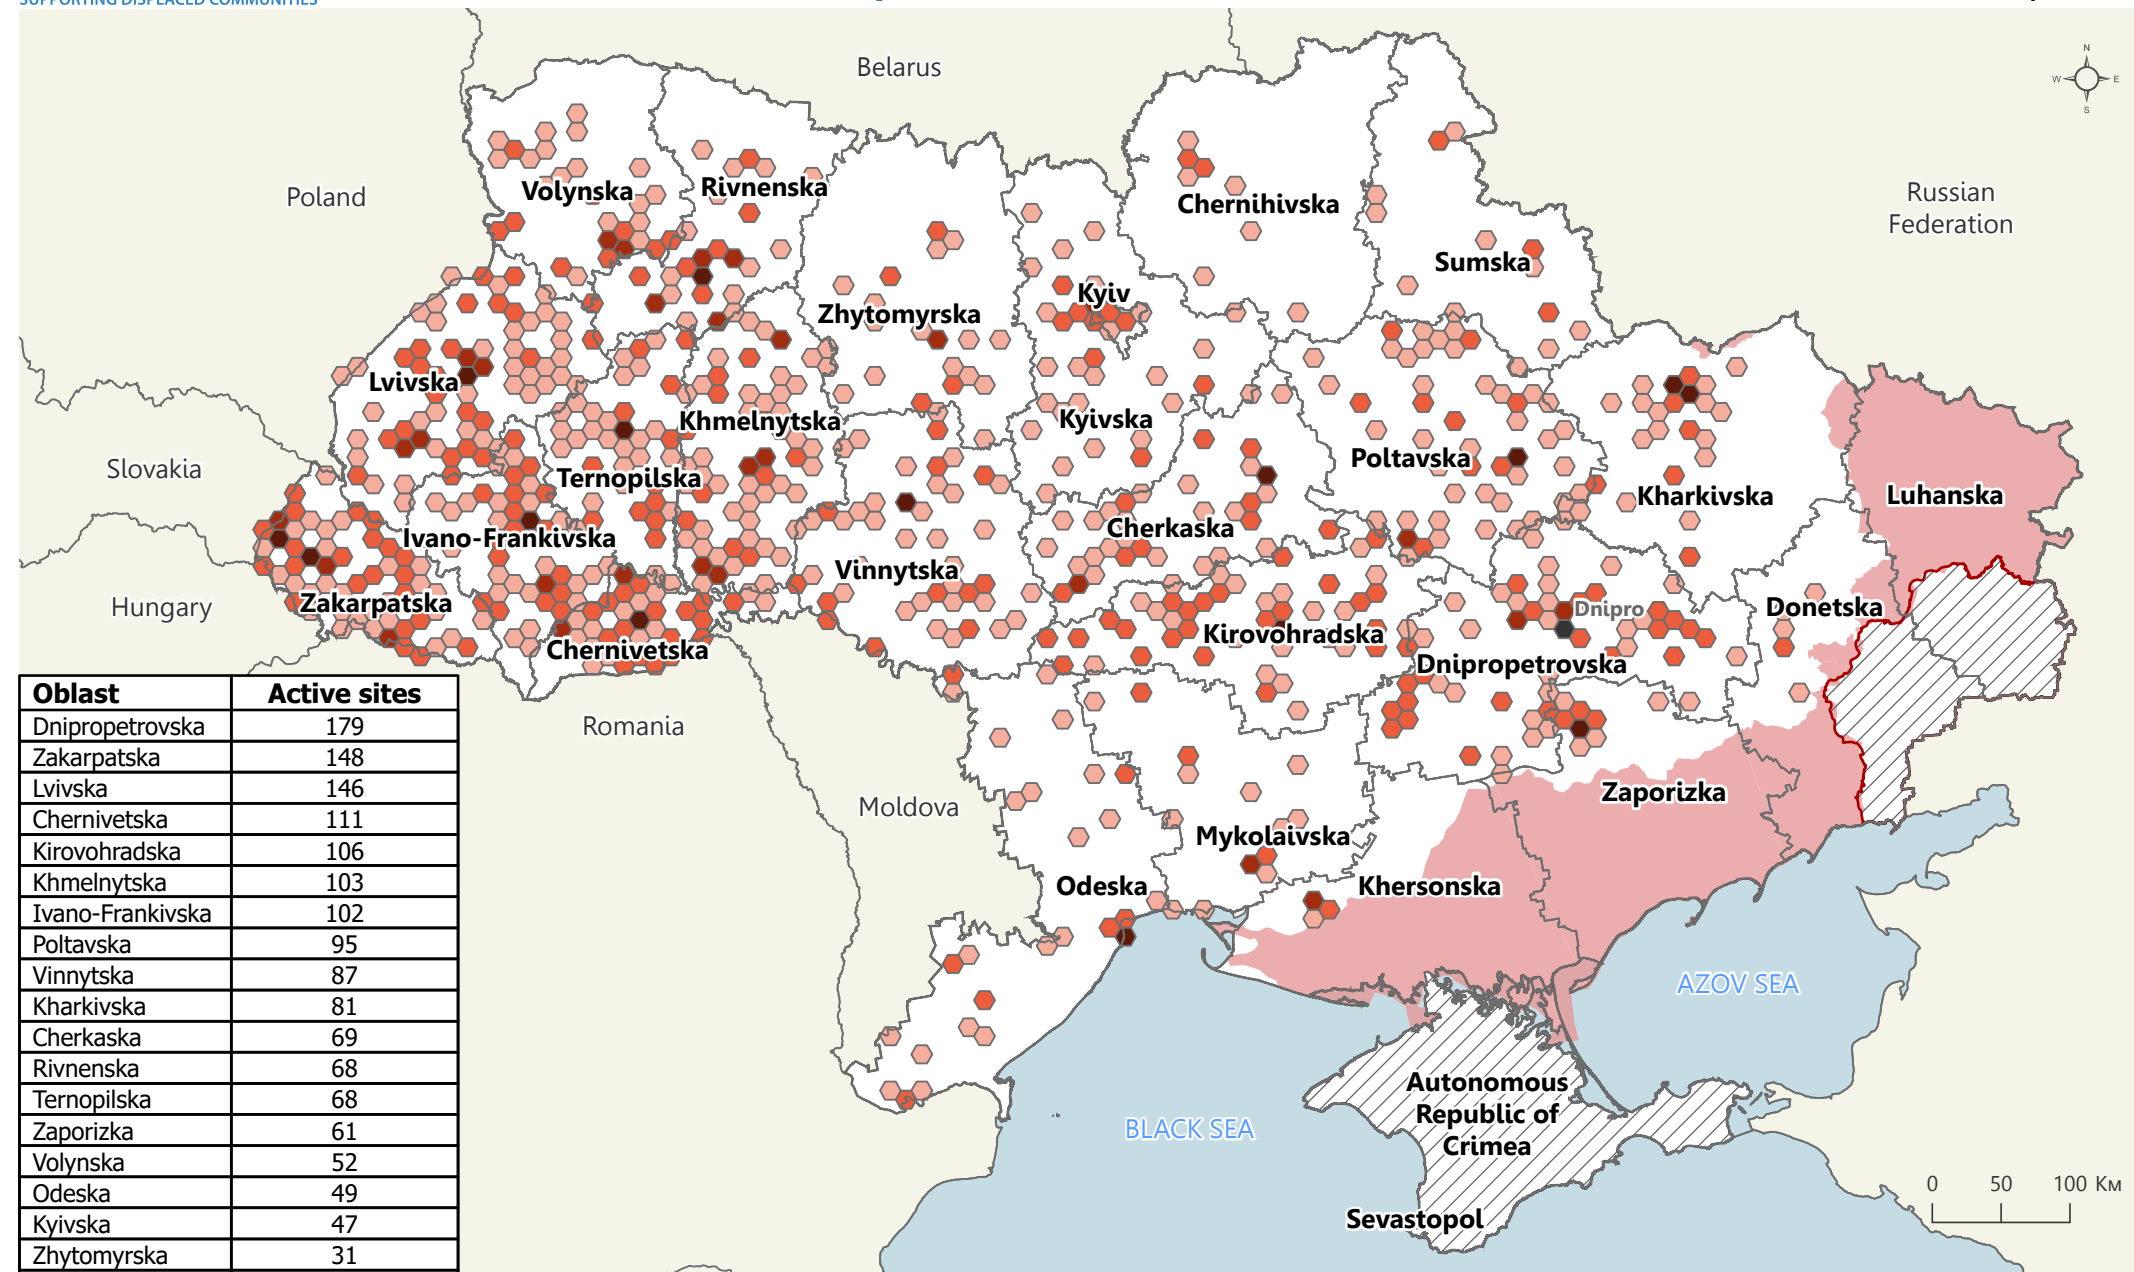 SUPPORTING DISPLACED COMMUNITIES
Belarus
N
W
E
S
Poland
Volynska
Rivnenska
Chernihivska
Russian
Federation
Sumska
Kyiv
Zhytomyrska
Lvivska
Khmelnytska
Kyivska
Poltavska
Slovakia
Ternopilska
Kharkivska
Luhanska
Ivano-Frankivska
Cherkaska
Vinnytska
Hungary
Zakarpatska
Dnipro
Donetska
Kirovohradska
Chernivetska
Dnipropetrovska
Romania
Moldova
Zaporizka
Mykolaivska
Odeska
Khersonska
AZOV SEA
BLACK SEA
Autonomous
Republic of
Crimea
Sevastopol
0 50 100 Км
Oblast Active sites
Dnipropetrovska 179
Zakarpatska 148
Lvivska 146
Chernivetska 111
Kirovohradska 106
Khmelnytska 103
Ivano-Frankivska 102
Poltavska 95
Vinnytska 87
Kharkivska 81
Cherkaska 69
Rivnenska 68
Ternopilska 68
Zaporizka 61
Volynska 52
Odeska 49
Kyivska 47
Zhytomyrska 31